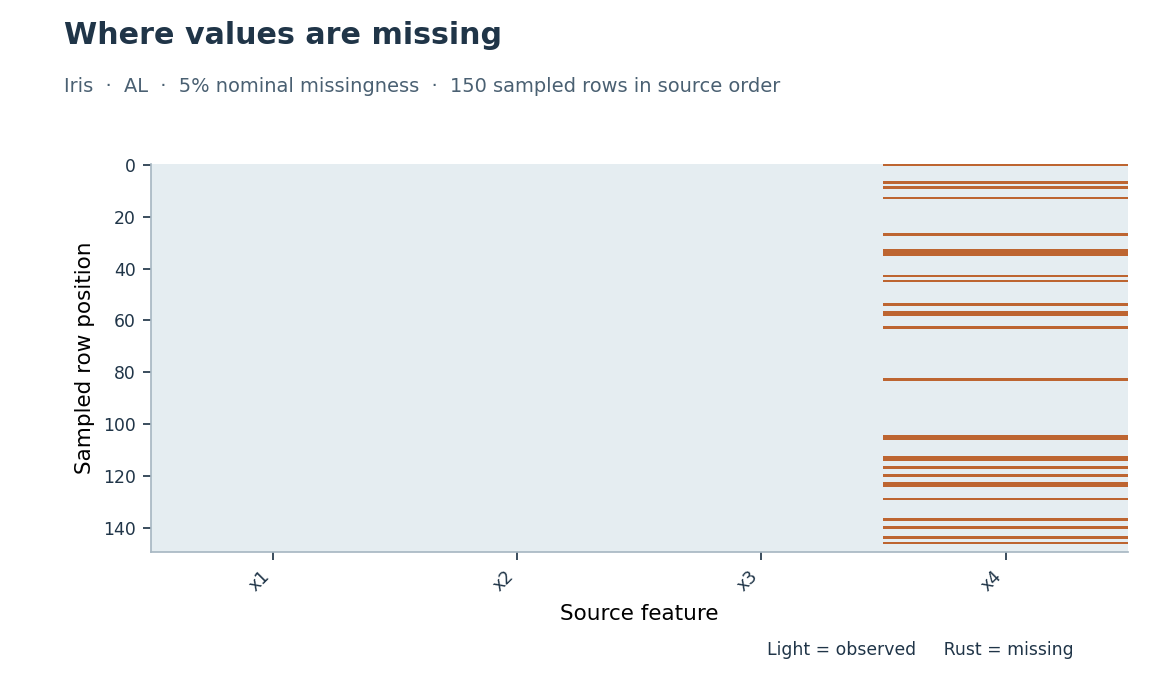 Where values are missing
Iris · AL · 5% nominal missingness · 150 sampled rows in source order
0
20
40
60
80
100
120
140
Sampled row position
x1
x2
x3
x4
Source feature
Light = observed Rust = missing